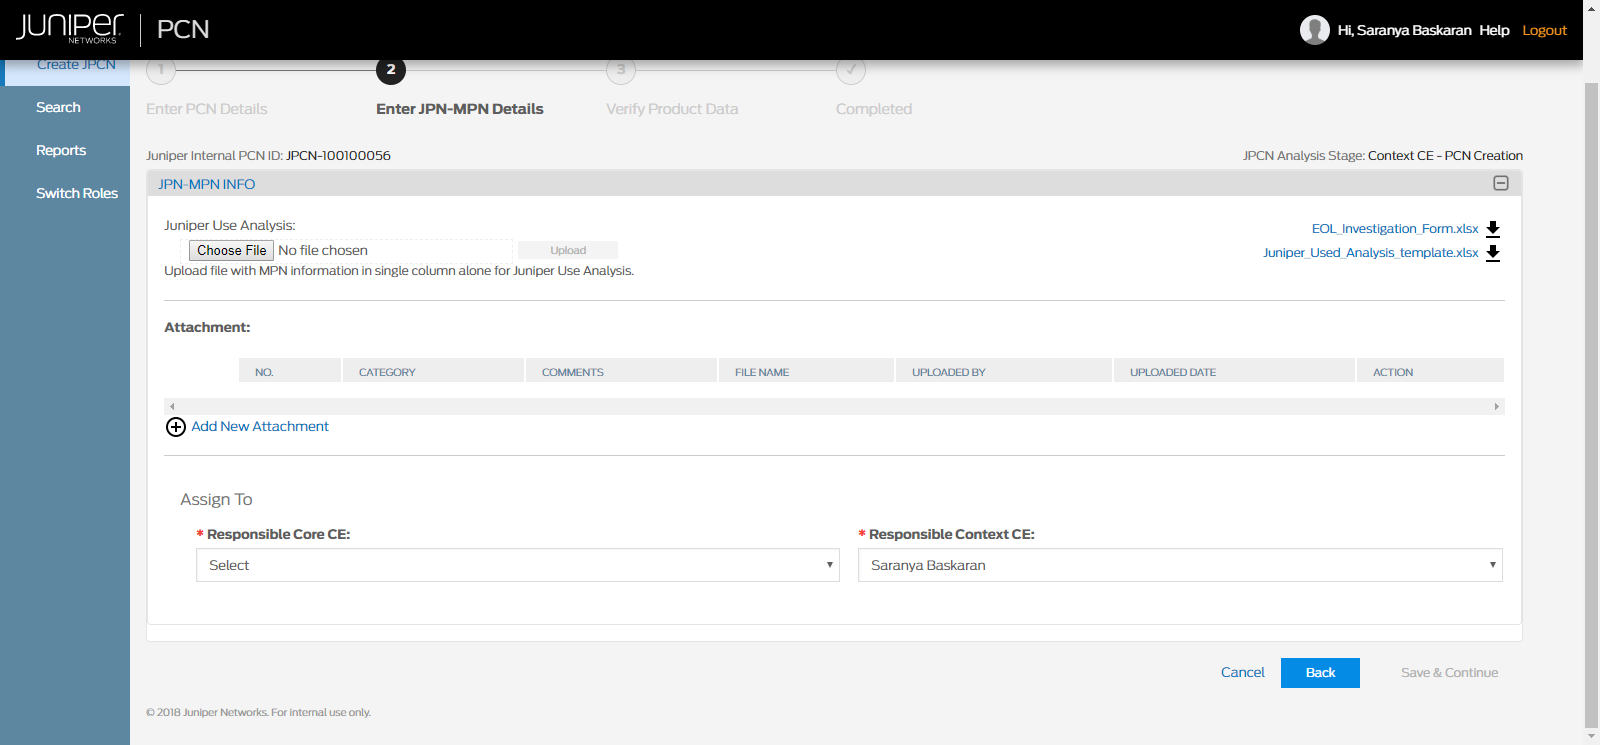 JUNIPER NETWORKS
PCN
Hi, Saranya Baskaran Help Logout
Create JPCN
Search
Reports
Switch Roles
1 2 3
Enter PCN Details Enter JPN-MPN Details Verify Product Data Completed
Juniper Internal PCN ID: JPCN-100100056 JPCN Analysis Stage: Context CE - PCN Creation
JPN-MPN INFO
Juniper Use Analysis:
Choose File No file chosen Upload
Upload file with MPN information in single column alone for Juniper Use Analysis.
EOL_Investigation_Form.xlsx
Juniper_Used_Analysis_template.xlsx
Attachment:
NO. CATEGORY COMMENTS FILE NAME UPLOADED BY UPLOADED DATE ACTION
Add New Attachment
Assign To
* Responsible Core CE: * Responsible Context CE:
Select Saranya Baskaran
Cancel Back Save & Continue
© 2018 Juniper Networks. For internal use only.